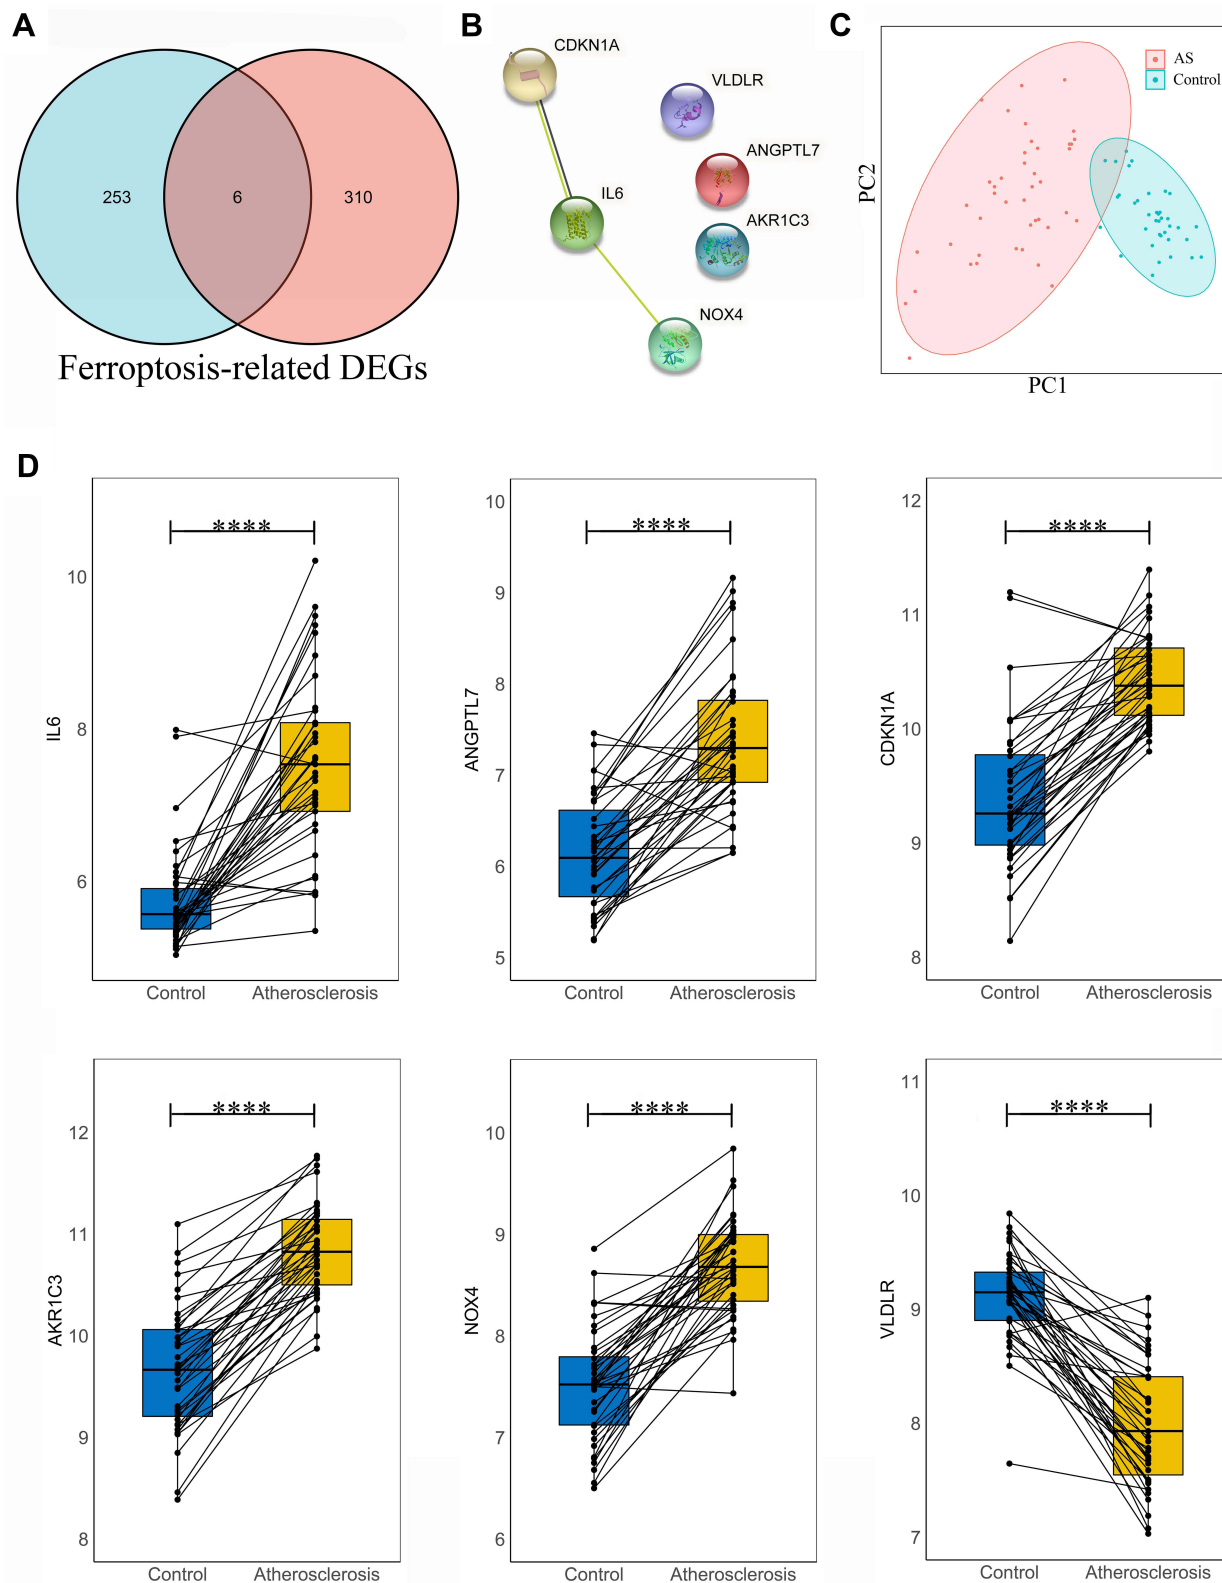 A
B
C
CDKN1A
VLDLR
ANGPTL7
IL6
AKR1C3
NOX4
253
6
310
Ferroptosis-related DEGs
AS
Control
PC2
PC1
D
****
10
8
6
IL6
Control
Atherosclerosis
****
10
9
8
7
6
5
ANGPTL7
Control
Atherosclerosis
****
12
11
10
9
8
CDKN1A
Control
Atherosclerosis
****
12
11
10
9
8
AKR1C3
Control
Atherosclerosis
****
10
9
8
7
6
NOX4
Control
Atherosclerosis
****
11
10
9
8
7
VLDLR
Control
Atherosclerosis